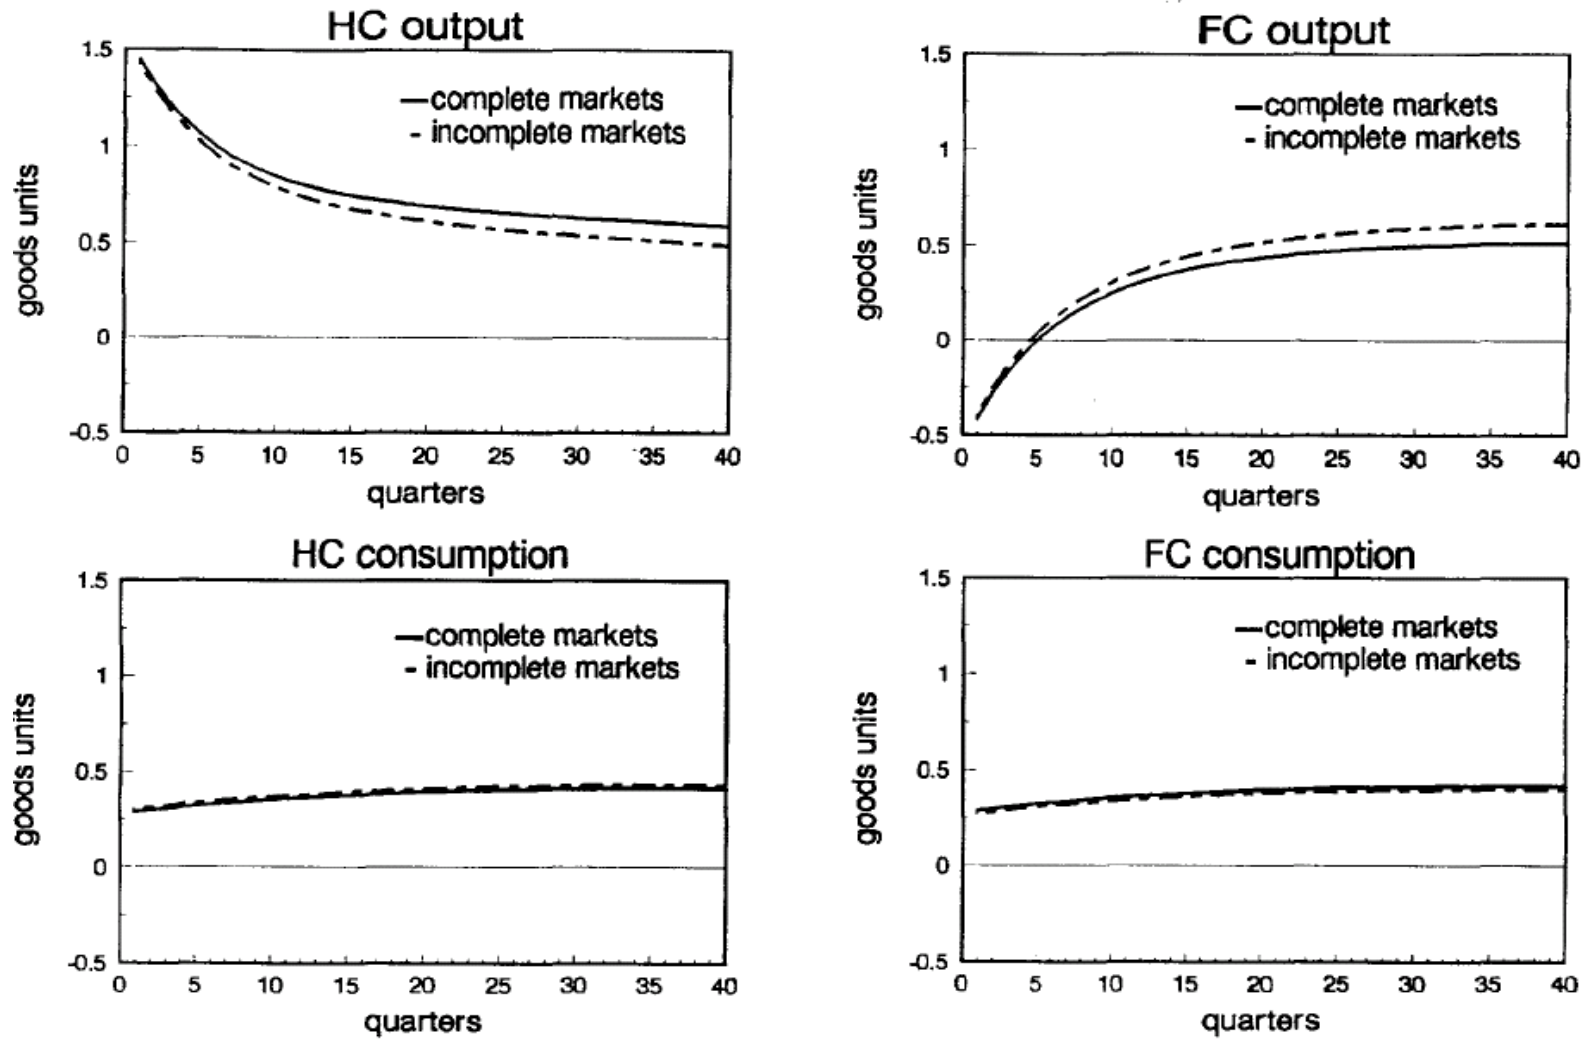 HC output
1.5
1
0.5
0
-0.5
goods units
complete markets
incomplete markets
0 5 10 15 20 25 30 35 40
quarters
FC output
1.5
1
0.5
0
-0.5
goods units
complete markets
incomplete markets
0 5 10 15 20 25 30 35 40
quarters
HC consumption
1.5
1
0.5
0
-0.5
goods units
complete markets
incomplete markets
0 5 10 15 20 25 30 35 40
quarters
FC consumption
1.5
1
0.5
0
-0.5
goods units
complete markets
incomplete markets
0 5 10 15 20 25 30 35 40
quarters